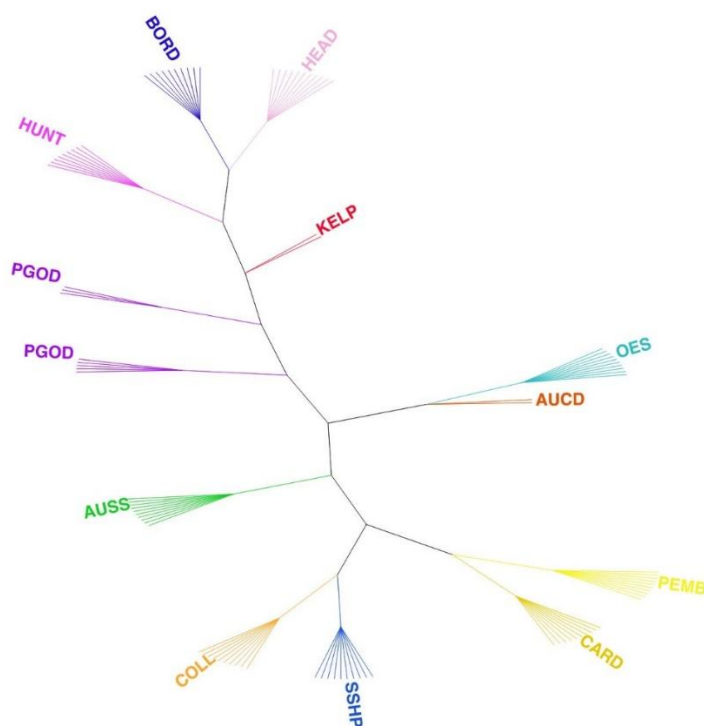 BORD
HEAD
HUNT
KELP
PGOD
PGOD
OES
AUCD
AUSS
PEMB
CARD
COLL
SSHP